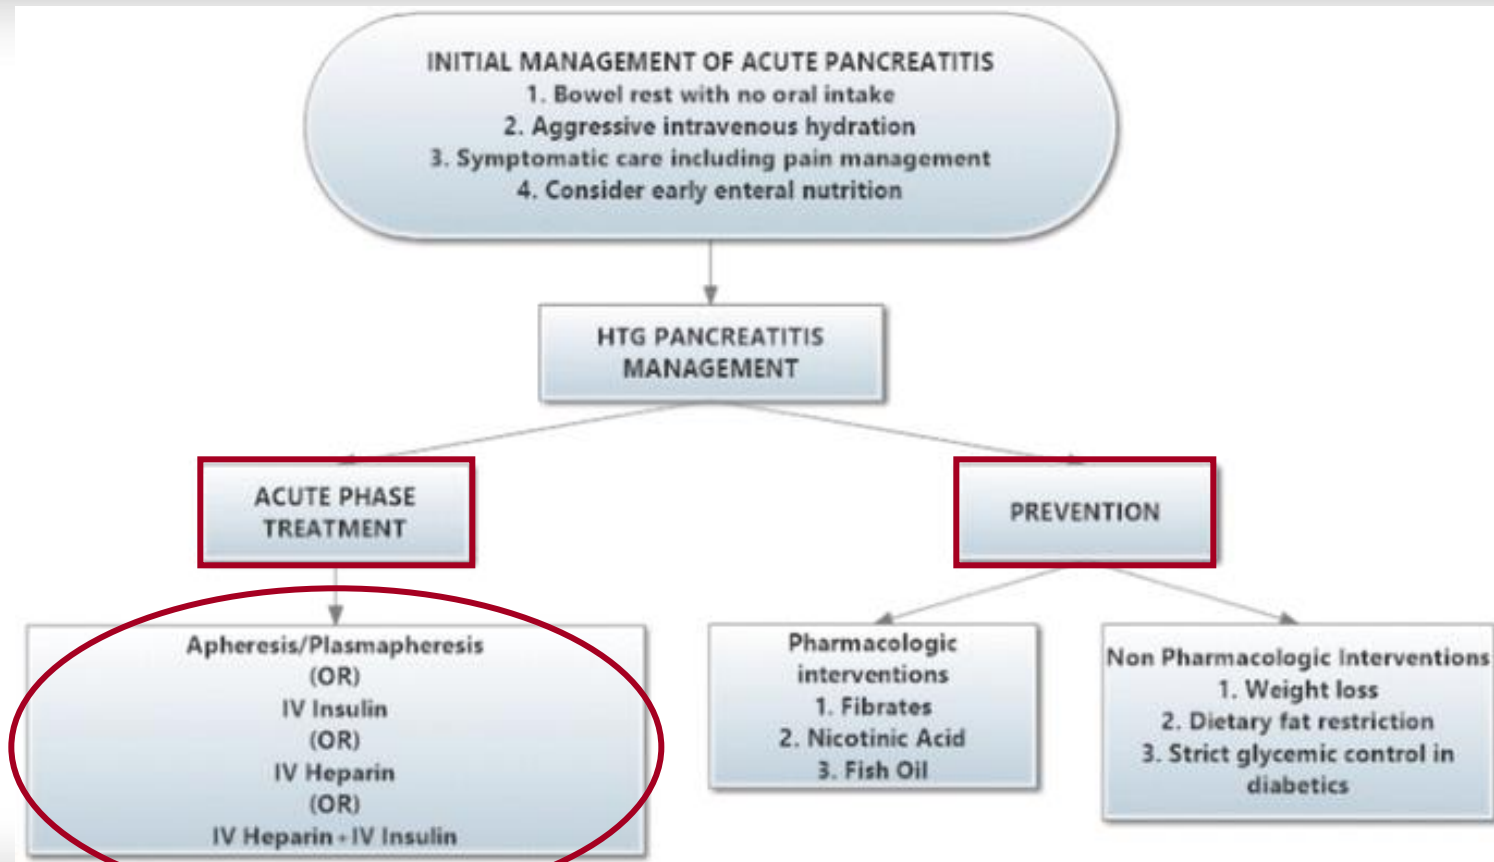 INITIAL MANAGEMENT OF ACUTE PANCREATITIS
1. Bowel rest with no oral intake
2. Aggressive intravenous hydration
3. Symptomatic care including pain management
4. Consider early enteral nutrition
HTG PANCREATITIS
MANAGEMENT
ACUTE PHASE
TREATMENT
Apheresis/Plasmapheresis
(OR)
IV Insulin
(OR)
IV Heparin
(OR)
IV Heparin + IV Insulin
PREVENTION
Pharmacologic
interventions
1. Fibrates
2. Nicotinic Acid
3. Fish Oil
Non Pharmacologic Interventions
1. Weight loss
2. Dietary fat restriction
3. Strict glycemic control in
diabetics